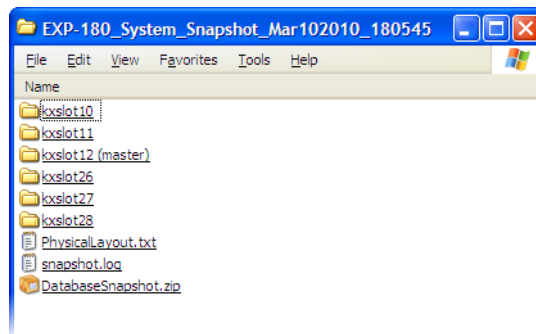 EXP-180_System_Snapshot_Mar102010_180545
File Edit View Favorites Tools Help
Name
kxslot10
kxslot11
kxslot12 (master)
kxslot26
kxslot27
kxslot28
PhysicalLayout.txt
snapshot.log
DatabaseSnapshot.zip